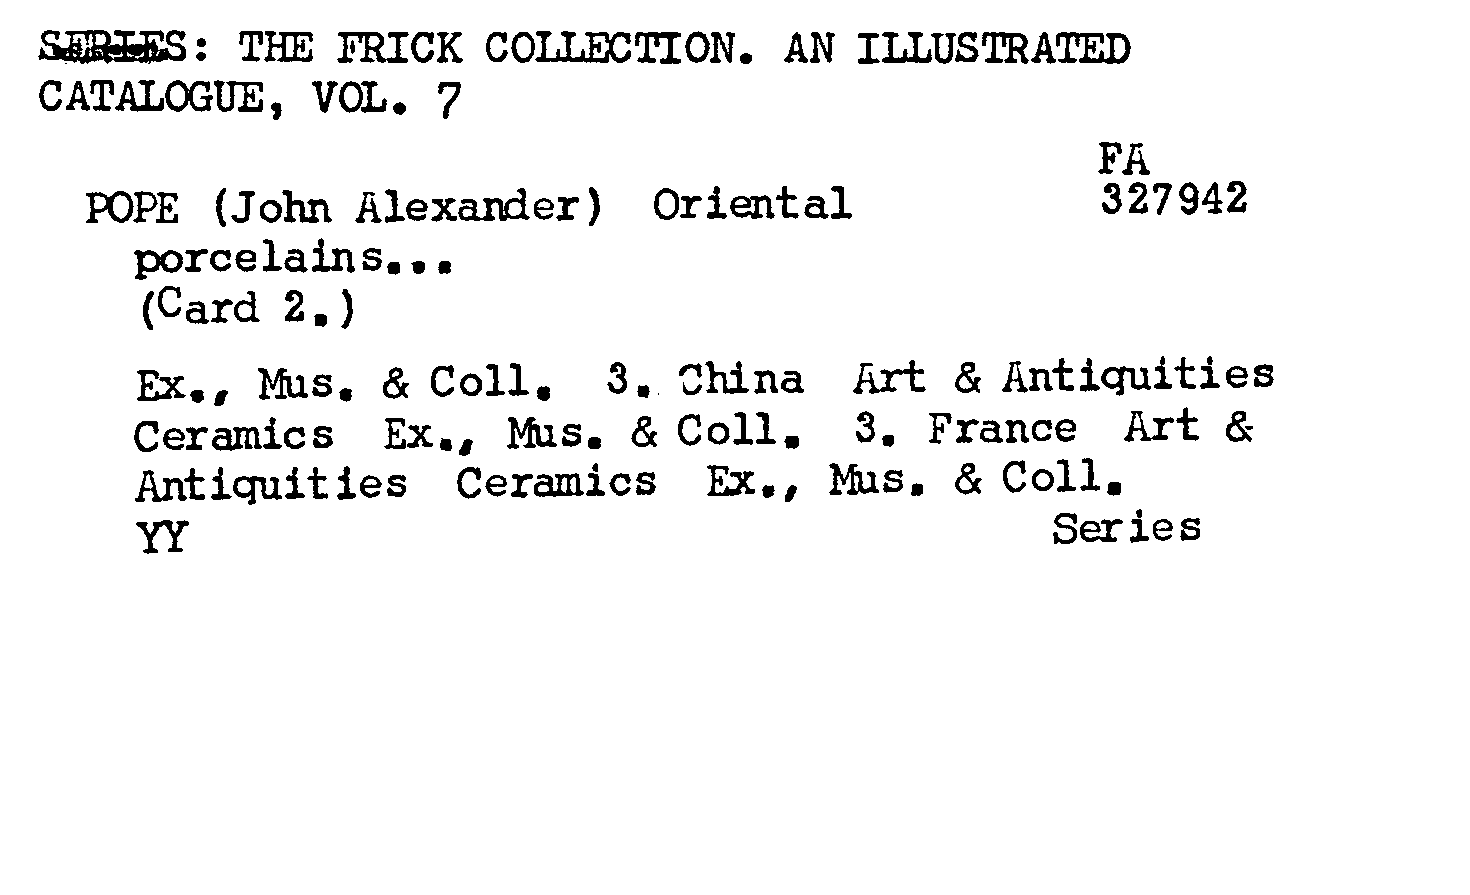 SERIES: THE FRICK COLLECTION. AN ILLUSTRATED
CATALOGUE, VOL. 7
FA
POPE (John Alexander) Oriental 327942
porcelains...
(Card 2.)
Ex., Mus. & Coll. 3. China Art & Antiquities
Ceramics Ex., Mus. & Coll. 3. France Art &
Antiquities Ceramics Ex., Mus. & Coll.
YY Series